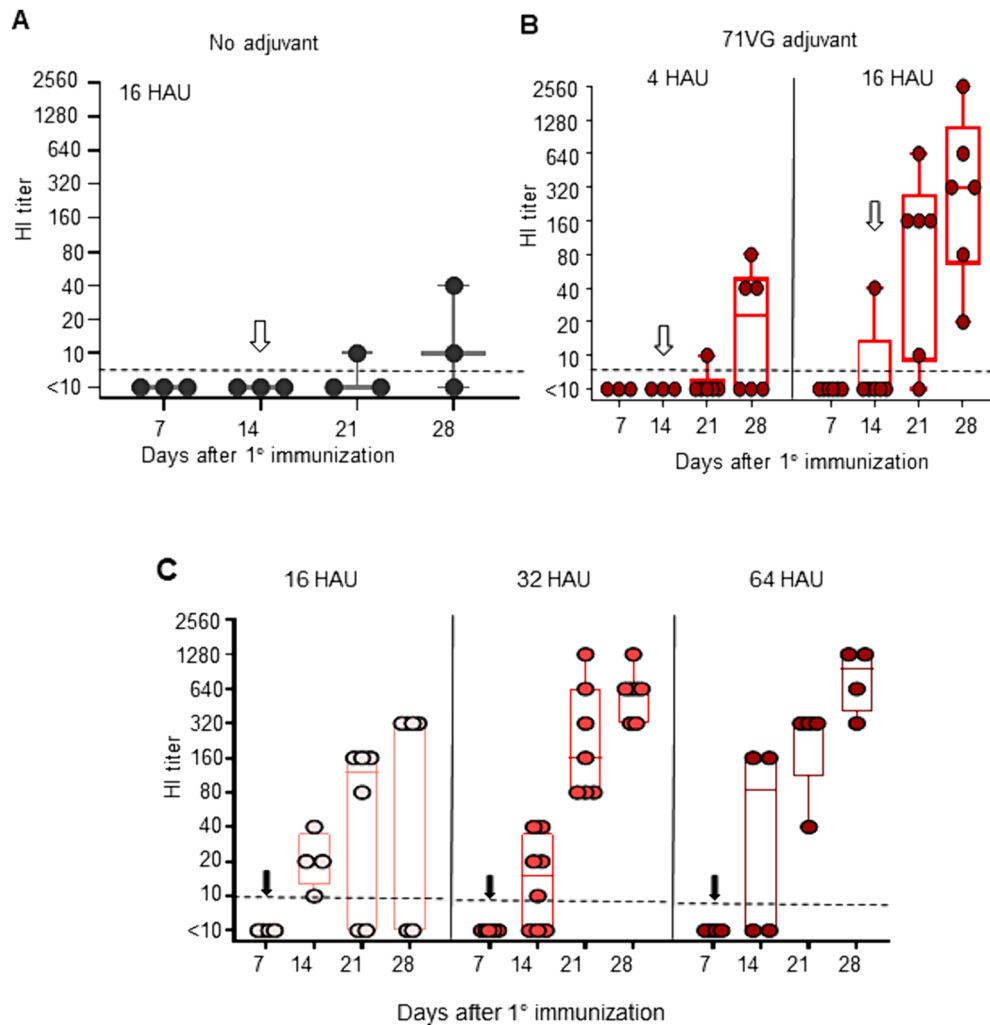 A
No adjuvant
16 HAU
2560
1280
640
320
160
80
40
20
10
<10
HI titer
7 14 21 28
Days after 1° immunization
B
71VG adjuvant
4 HAU 16 HAU
2560
1280
640
320
160
80
40
20
10
<10
HI titer
7 14 21 28 7 14 21 28
Days after 1° immunization
C
16 HAU 32 HAU 64 HAU
2560
1280
640
320
160
80
40
20
10
<10
HI titer
7 14 21 28 7 14 21 28 7 14 21 28
Days after 1° immunization